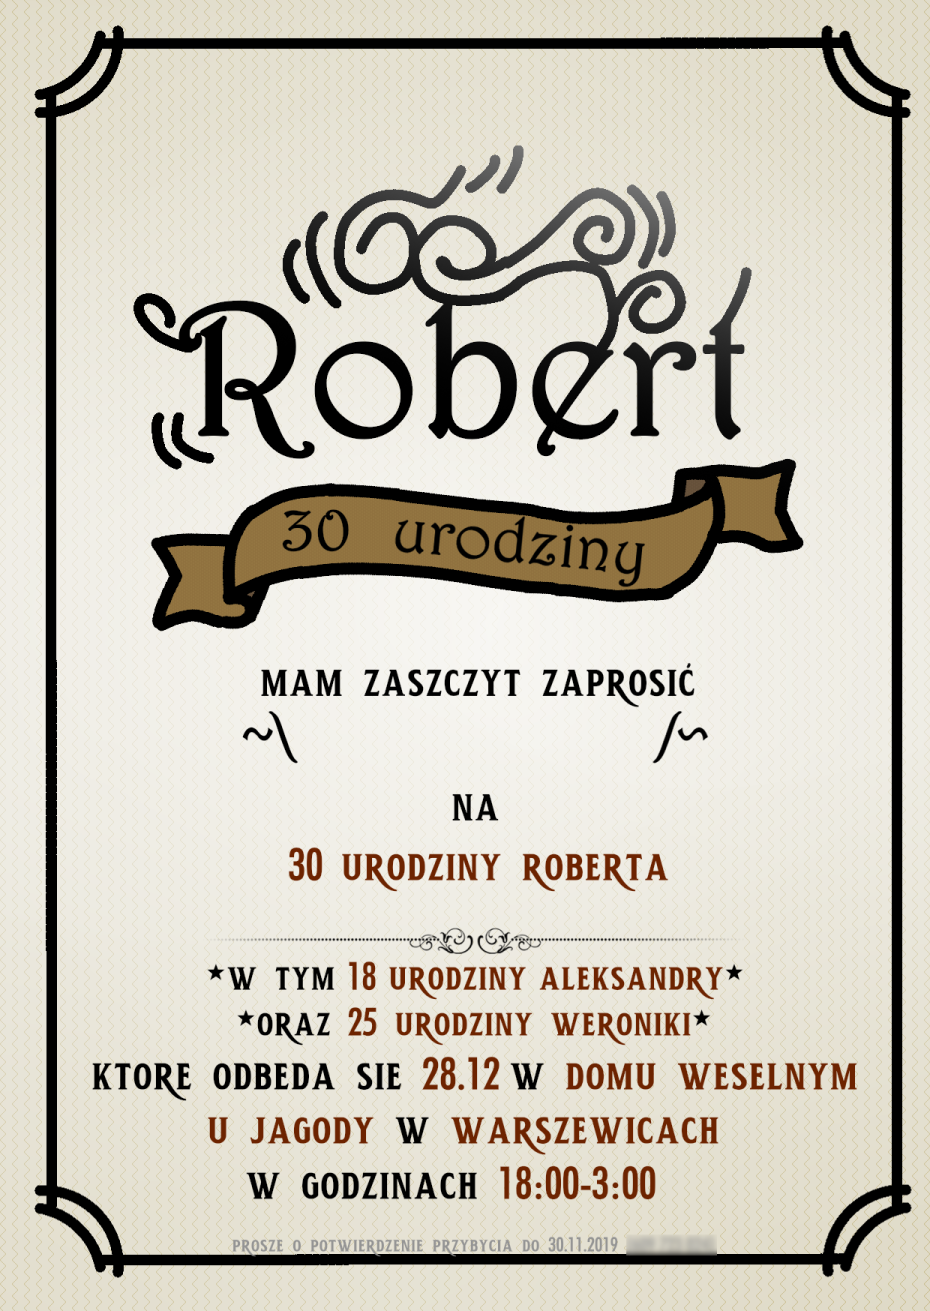 Robert
30 urodziny
MAM ZASZCZYT ZAPROSIĆ
NA
30 URODZINY ROBERTA
*W TYM 18 URODZINY ALEKSANDRY*
*ORAZ 25 URODZINY WERONIKI*
KTORE ODBEDA SIE 28.12 W DOMU WESELNYM
U JAGODY W WARSZEWICACH
W GODZINACH 18:00-3:00
PROSZE O POTWIERDZENIE PRZYBYCIA DO 30.11.2019